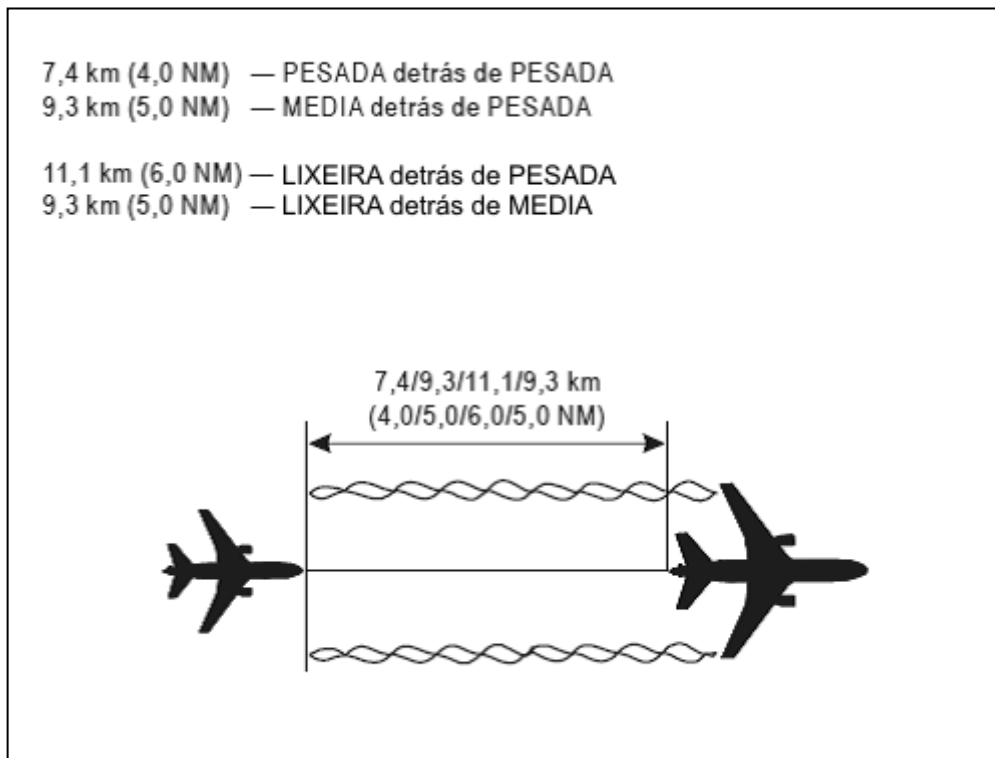 7,4 km (4,0 NM) — PESADA detrás de PESADA
9,3 km (5,0 NM) — MEDIA detrás de PESADA
11,1 km (6,0 NM) — LIXEIRA detrás de PESADA
9,3 km (5,0 NM) — LIXEIRA detrás de MEDIA
7,4/9,3/11,1/9,3 km
(4,0/5,0/6,0/5,0 NM)